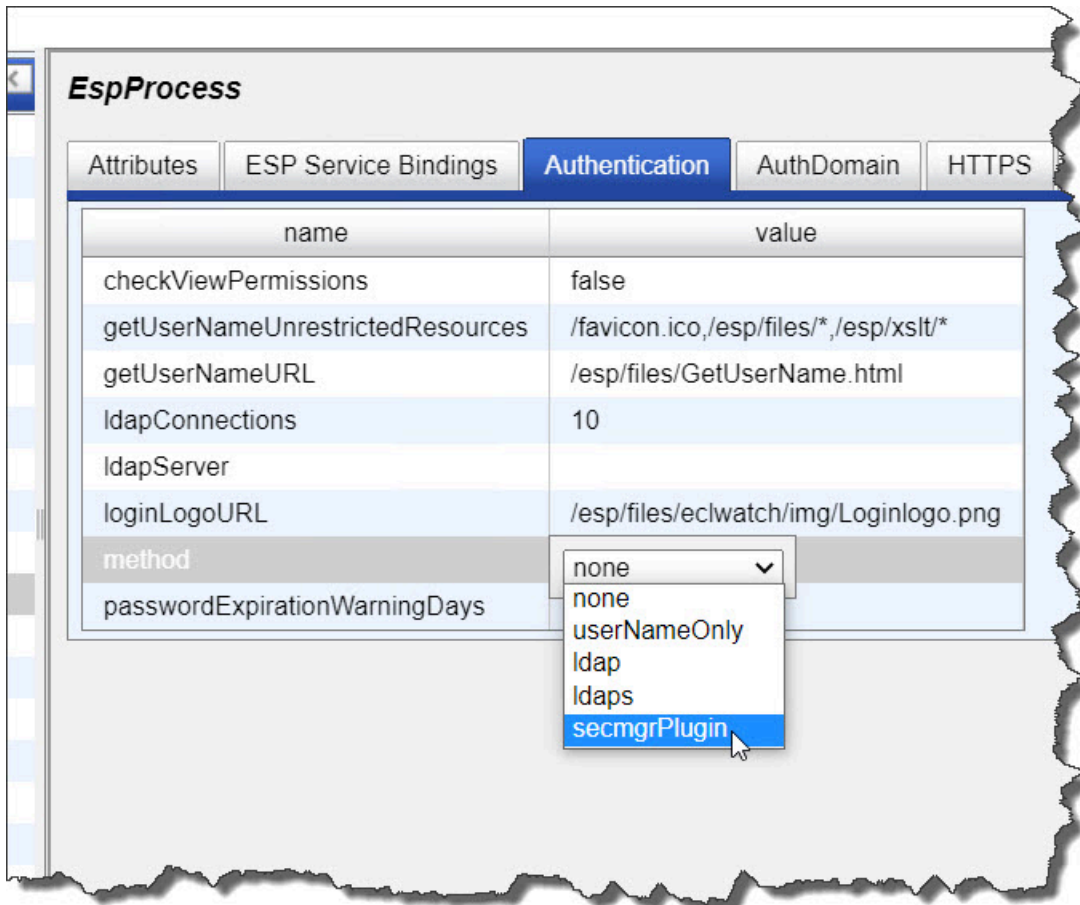 EspProcess
Attributes ESP Service Bindings Authentication AuthDomain HTTPS
name value
checkViewPermissions false
getUserNameUnrestrictedResources /favicon.ico,/esp/files/*,/esp/xslt/*
getUserNameURL /esp/files/GetUserName.html
ldapConnections 10
ldapServer
loginLogoURL /esp/files/eclwatch/img/Loginlogo.png
method none
none
passwordExpirationWarningDays
userNameOnly
ldap
ldaps
secmgrPlugin